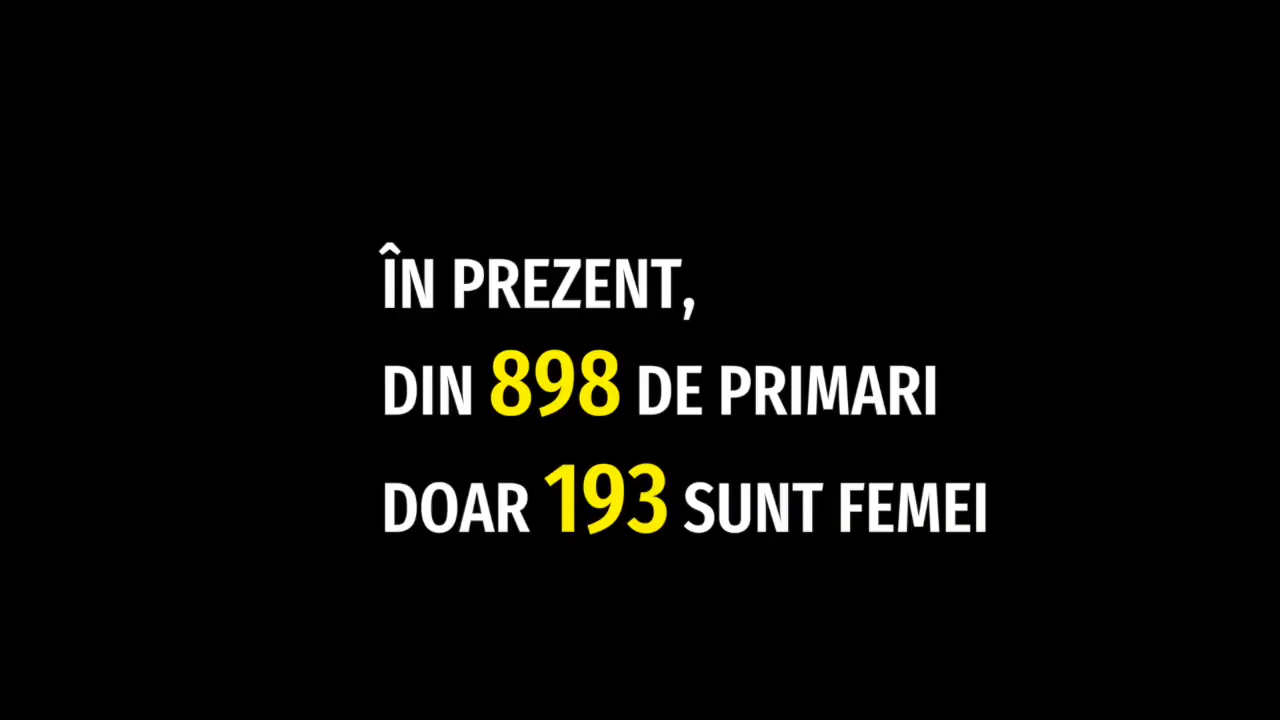 ÎN PREZENT,
DIN 898 DE PRIMARI
DOAR 193 SUNT FEMEI